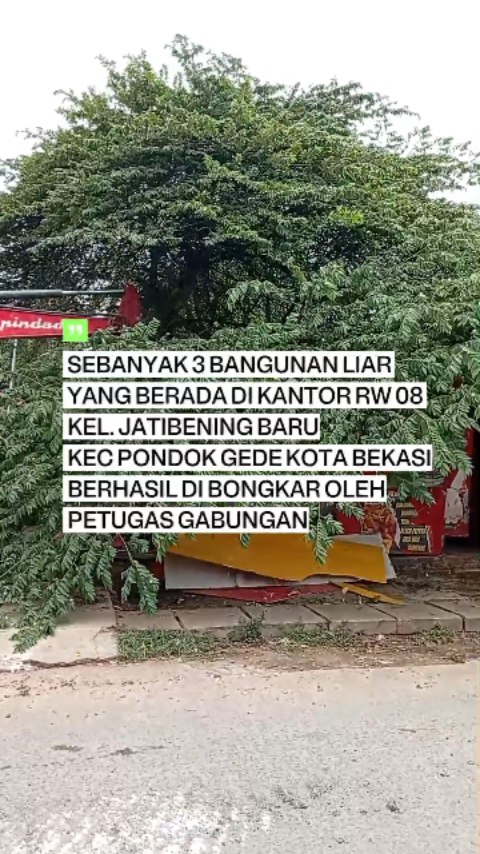 pindad
"
SEBANYAK 3 BANGUNAN LIAR
YANG BERADA DI KANTOR RW 08
KEL. JATIBENING BARU
KEC PONDOK GEDE KOTA BEKASI
BERHASIL DI BONGKAR OLEH
PETUGAS GABUNGAN